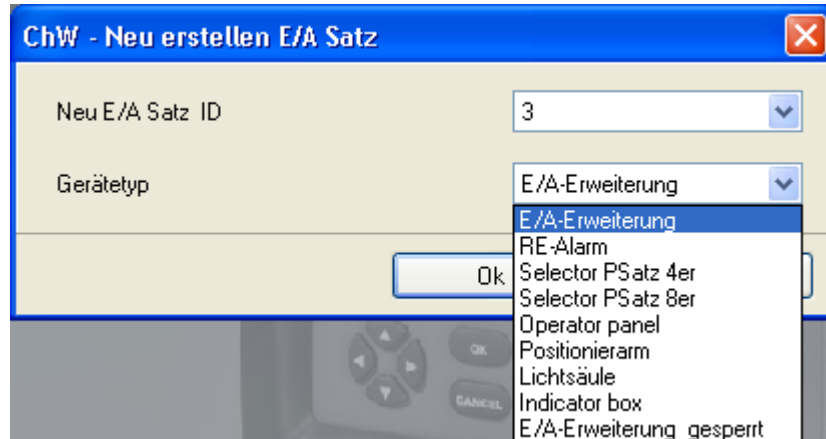 ChW - Neu erstellen E/A Satz
Neu E/A Satz ID
3
Gerätetyp
E/A-Erweiterung
E/A-Erweiterung
RE-Alarm
Ok
Selector PSatz 4er
Selector PSatz 8er
Operator panel
Positionierarm
Lichtsäule
Indicator box
E/A-Erweiterung gesperrt
OK
CANCEL